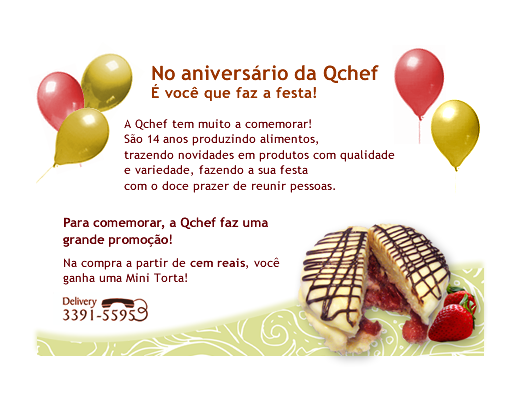 No aniversário da Qchef
É você que faz a festa!
A Qchef tem muito a comemorar!
São 14 anos produzindo alimentos,
trazendo novidades em produtos com qualidade
e variedade, fazendo a sua festa
com o doce prazer de reunir pessoas.
Para comemorar, a Qchef faz uma
grande promoção!
Na compra a partir de cem reais, você
ganha uma Mini Torta!
Delivery
3391-5595